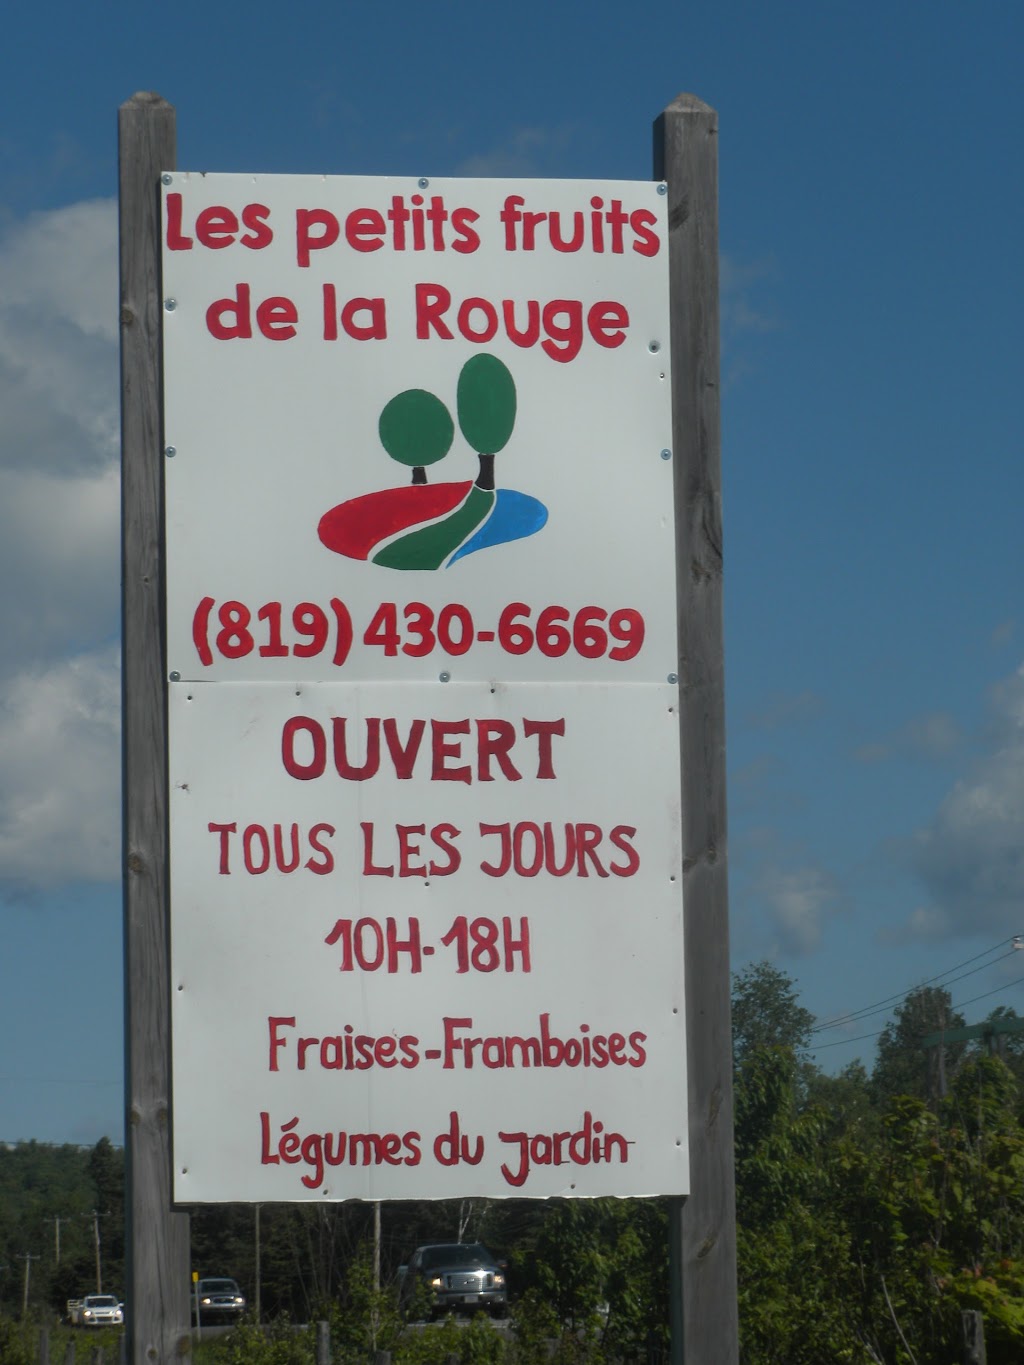 Les petits fruits
de la Rouge
(819) 430-6669
OUVERT
TOUS LES JOURS
10H-18H
Fraises-Framboises
Légumes du jardin